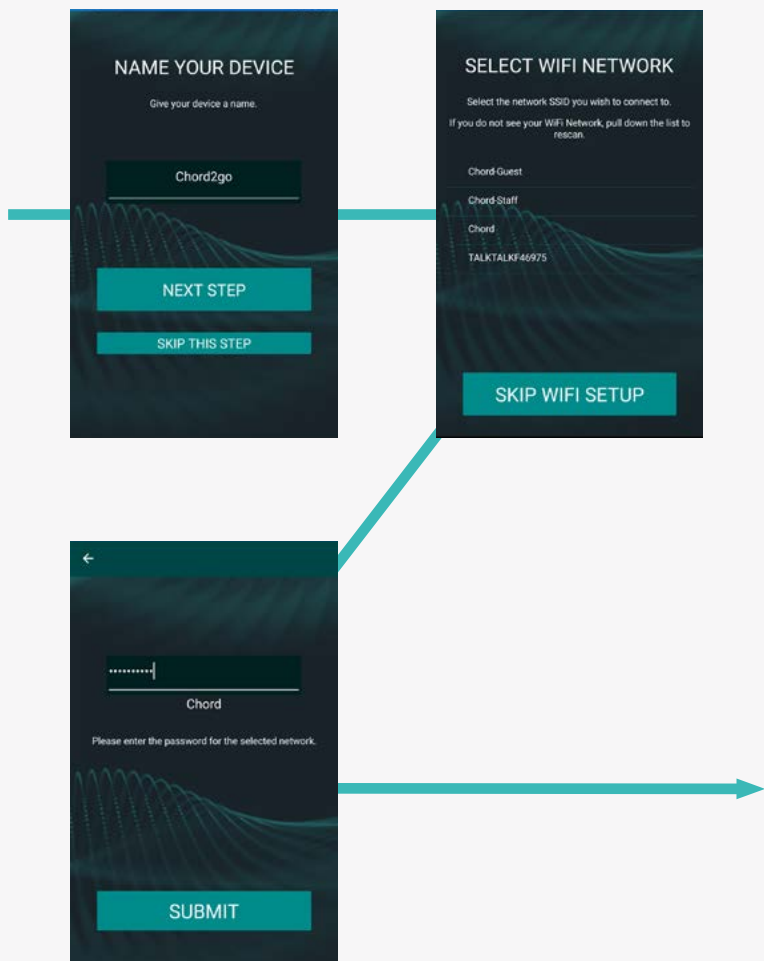 NAME YOUR DEVICE
Give your device a name.
Chord2go
NEXT STEP
SKIP THIS STEP
SELECT WIFI NETWORK
Select the network SSID you wish to connect to.
If you do not see your WiFi Network, pull down the list to
rescan.
Chord-Guest
Chord-Staff
Chord
TALKTALKF46975
SKIP WIFI SETUP
Chord
Please enter the password for the selected network.
SUBMIT